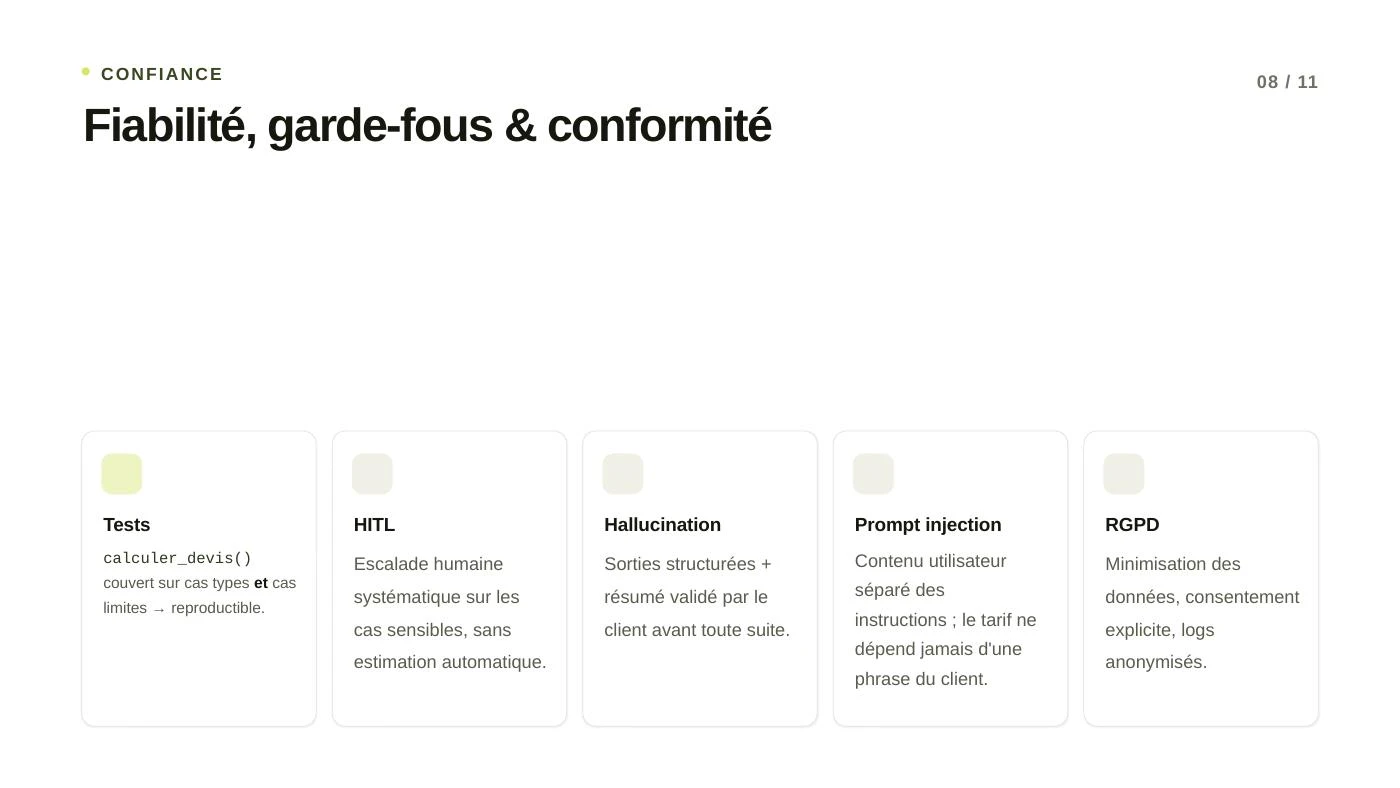 CONFIANCE
08 / 11
Fiabilité, garde-fous & conformité
Tests
calculer_devis()
couvert sur cas types et cas
limites → reproductible.
HITL
Escalade humaine
systématique sur les
cas sensibles, sans
estimation automatique.
Hallucination
Sorties structurées +
résumé validé par le
client avant toute suite.
Prompt injection
Contenu utilisateur
séparé des
instructions ; le tarif ne
dépend jamais d'une
phrase du client.
RGPD
Minimisation des
données, consentement
explicite, logs
anonymisés.